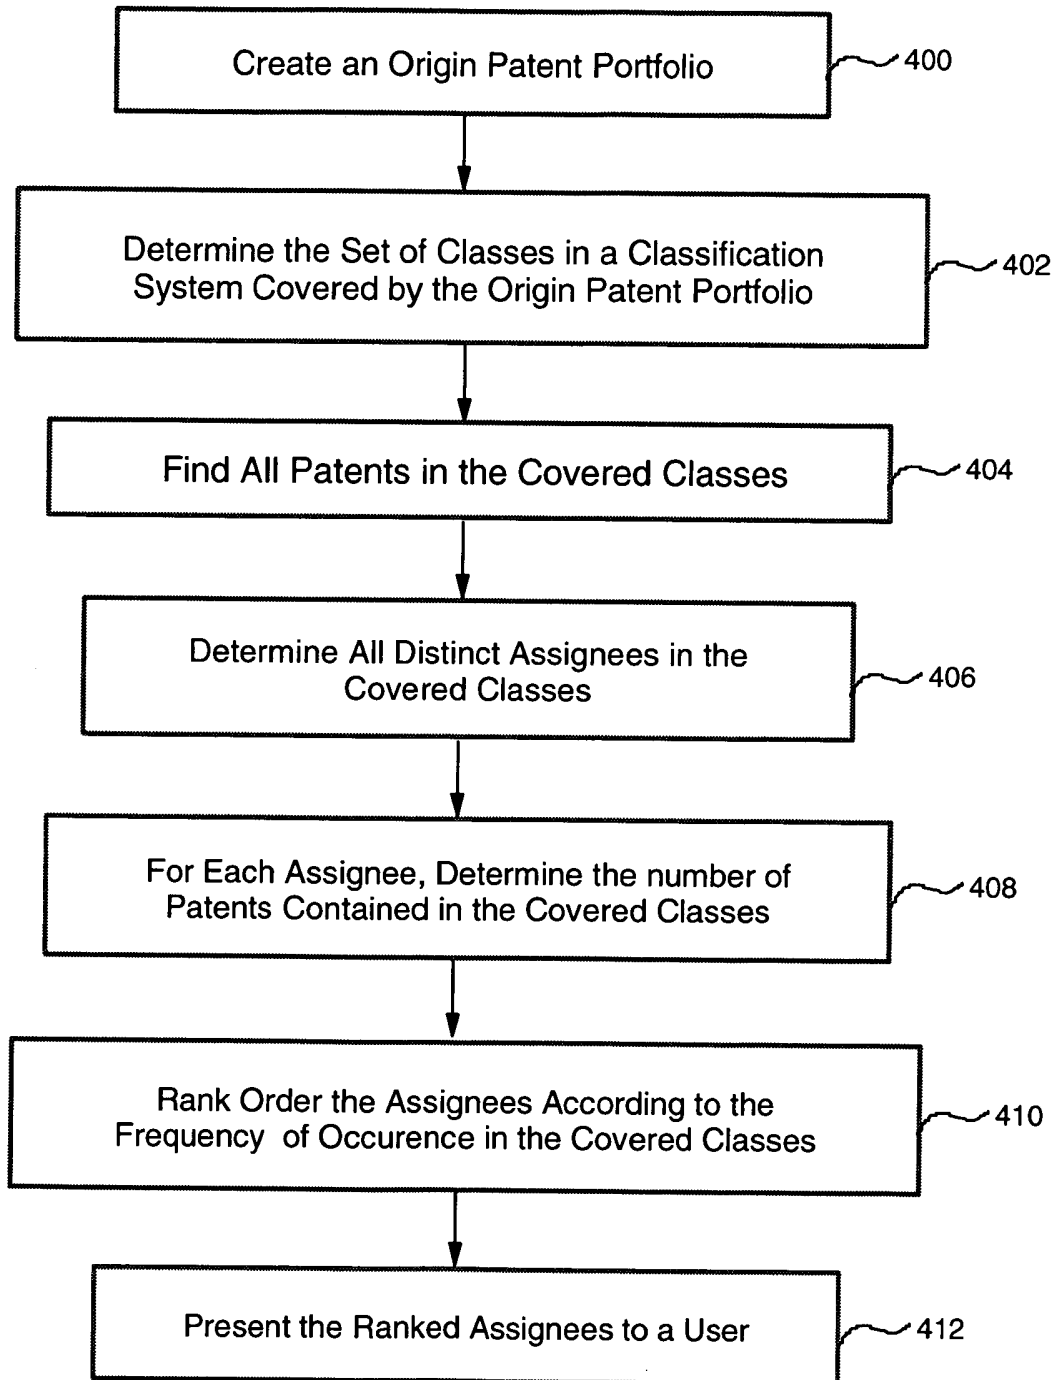 Create an Origin Patent Portfolio
400
Determine the Set of Classes in a Classification
System Covered by the Origin Patent Portfolio
402
Find All Patents in the Covered Classes
404
Determine All Distinct Assignees in the
Covered Classes
406
For Each Assignee, Determine the number of
Patents Contained in the Covered Classes
408
Rank Order the Assignees According to the
Frequency of Occurence in the Covered Classes
410
Present the Ranked Assignees to a User
412